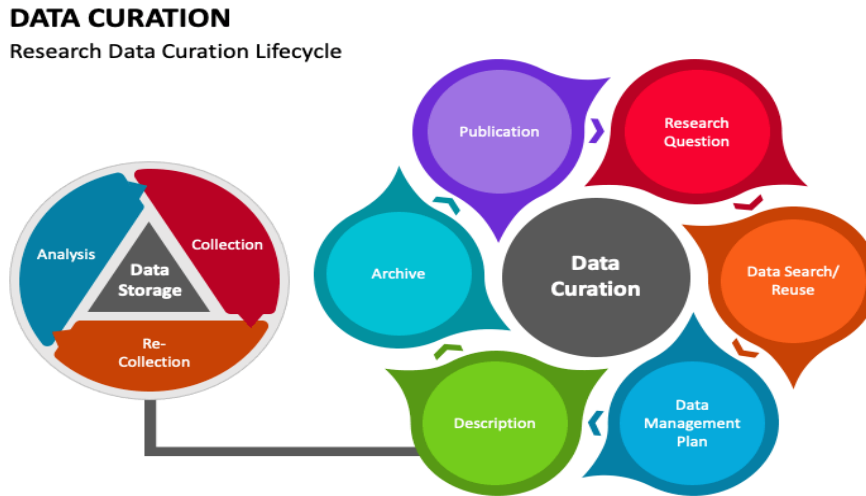 DATA CURATION
Research Data Curation Lifecycle
Analysis
Collection
Data
Storage
Re-
Collection
Publication
Research
Question
Data Search/
Reuse
Data
Management
Plan
Description
Archive
Data
Curation